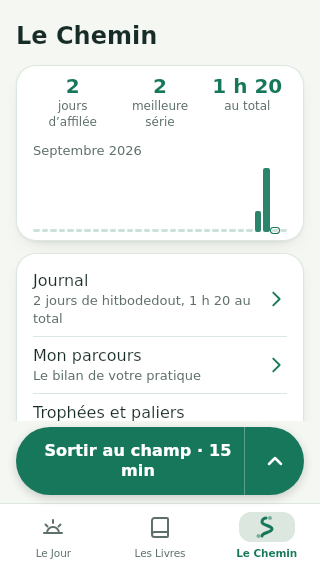 Le Chemin
2
jours
d’affilée
2
meilleure
série
1 h 20
au total
Septembre 2026
Journal
2 jours de hitbodedout, 1 h 20 au
total
Mon parcours
Le bilan de votre pratique
Trophées et paliers
Sortir au champ · 15
min
Le Jour
Les Livres
Le Chemin